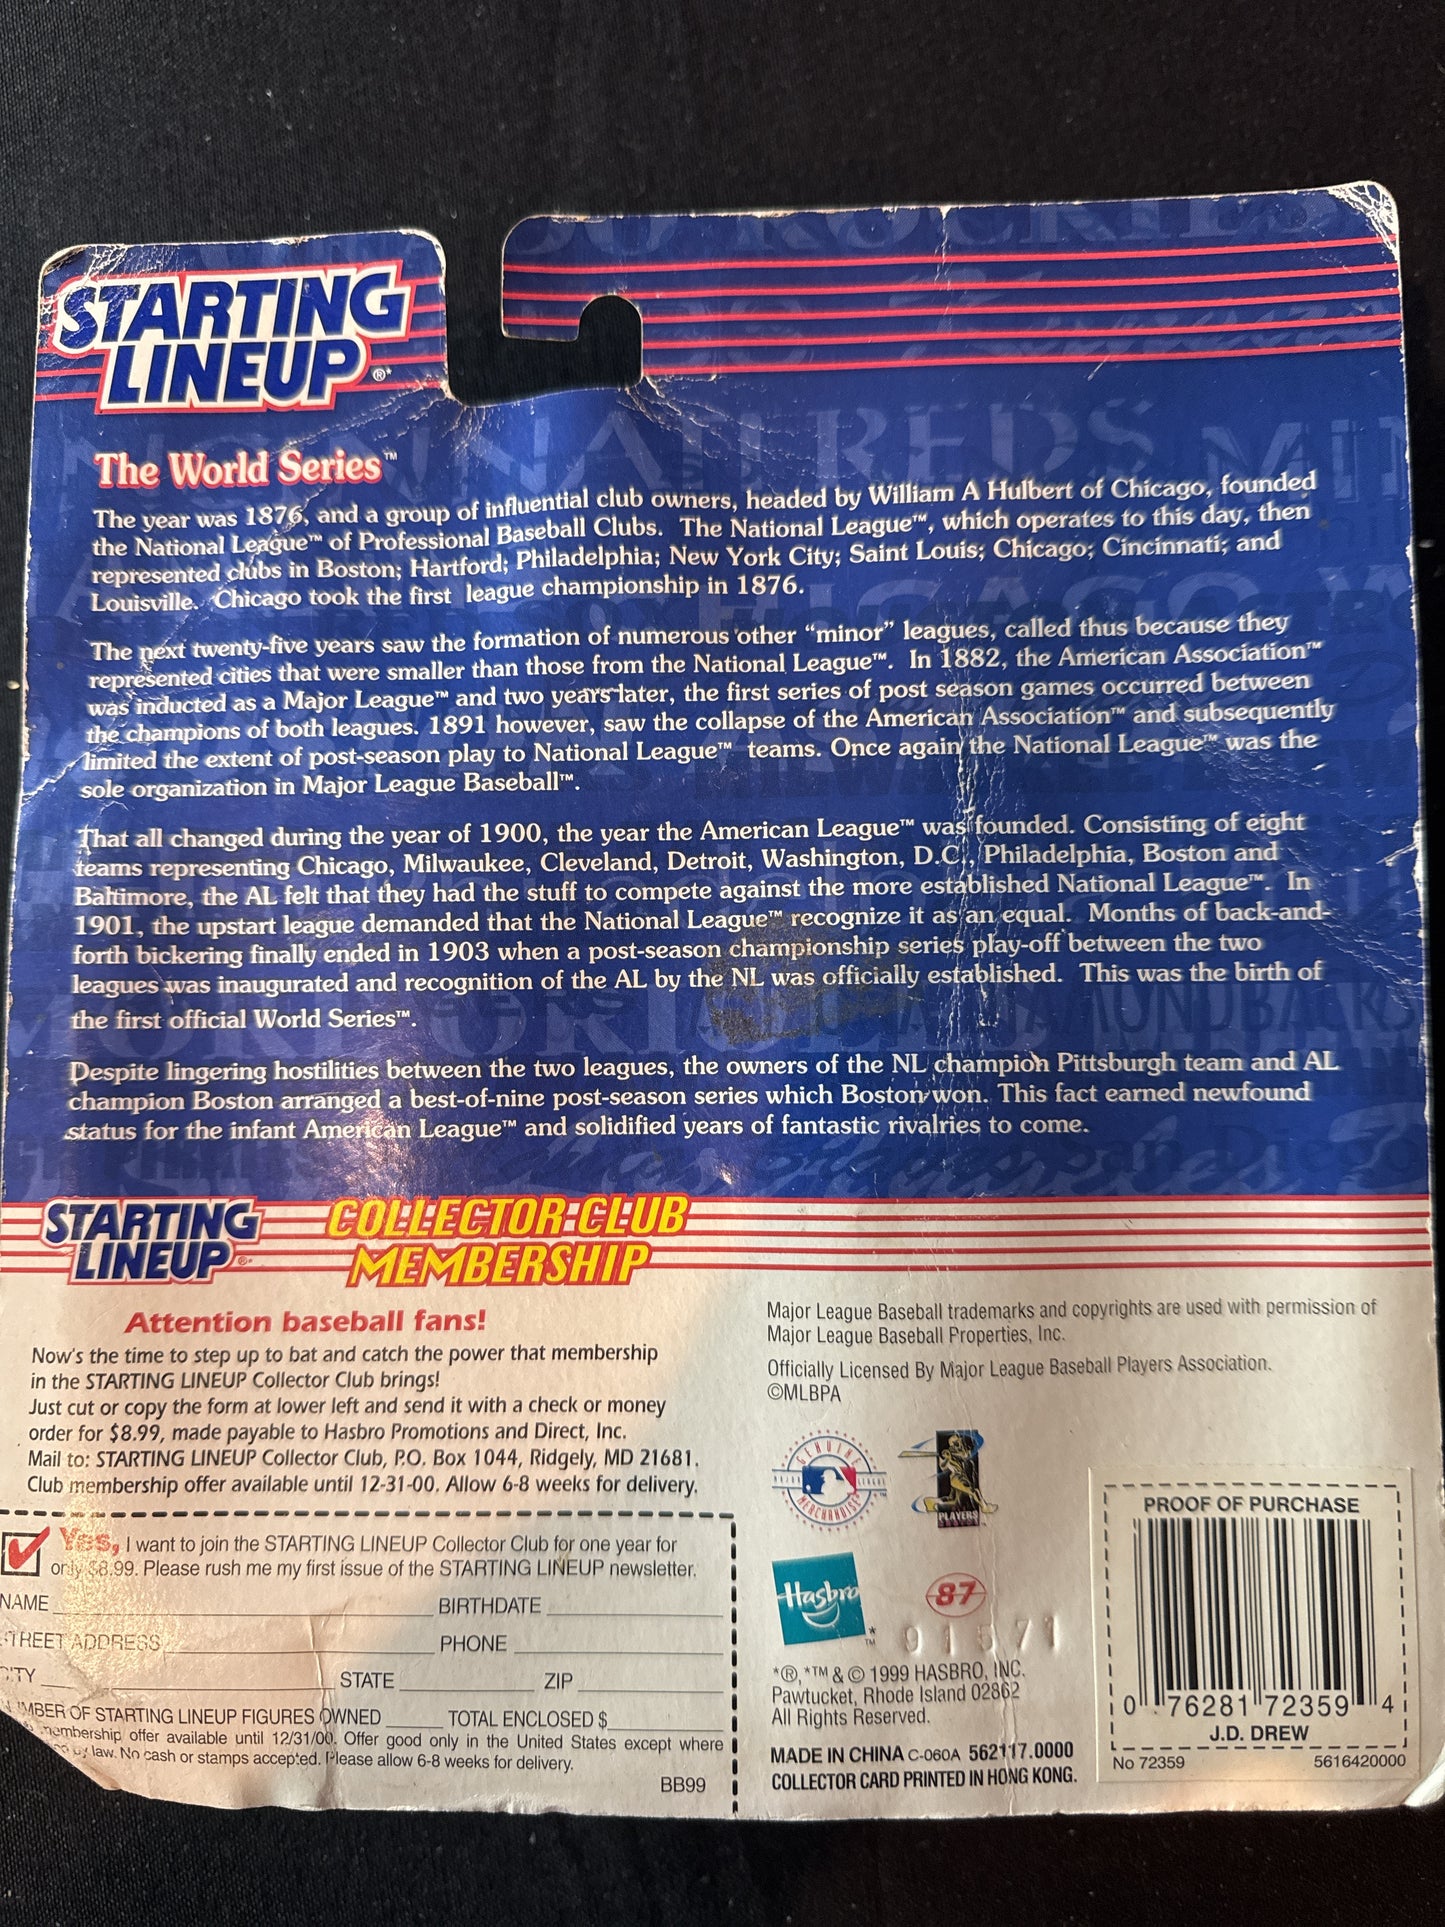 STARTING
LINEUP®*
The World Series™
The year was 1876, and a group of influential club owners, headed by William A Hulbert of Chicago, founded
the National League™ of Professional Baseball Clubs. The National League™, which operates to this day, then
represented clubs in Boston; Hartford; Philadelphia; New York City; Saint Louis; Chicago; Cincinnati; and
Louisville. Chicago took the first league championship in 1876.
The next twenty-five years saw the formation of numerous other “minor” leagues, called thus because they
represented cities that were smaller than those from the National League™. In 1882, the American Association™
was inducted as a Major League™ and two years later, the first series of post season games occurred between
the champions of both leagues. 1891 however, saw the collapse of the American Association™ and subsequently
limited the extent of post-season play to National League™ teams. Once again the National League™ was the
sole organization in Major League Baseball™.
That all changed during the year of 1900, the year the American League™ was founded. Consisting of eight
teams representing Chicago, Milwaukee, Cleveland, Detroit, Washington, D.C., Philadelphia, Boston and
Baltimore, the AL felt that they had the stuff to compete against the more established National League™. In
1901, the upstart league demanded that the National League™ recognize it as an equal. Months of back-and-
forth bickering finally ended in 1903 when a post-season championship series play-off between the two
leagues was inaugurated and recognition of the AL by the NL was officially established. This was the birth of
the first official World Series™.
Despite lingering hostilities between the two leagues, the owners of the NL champion Pittsburgh team and AL
champion Boston arranged a best-of-nine post-season series which Boston won. This fact earned newfound
status for the infant American League™ and solidified years of fantastic rivalries to come.
STARTING
LINEUP®*
COLLECTOR CLUB
MEMBERSHIP
Attention baseball fans!
Now's the time to step up to bat and catch the power that membership
in the STARTING LINEUP Collector Club brings!
Just cut or copy the form at lower left and send it with a check or money
order for $8.99, made payable to Hasbro Promotions and Direct, Inc.
Mail to: STARTING LINEUP Collector Club, P.O. Box 1044, Ridgely, MD 21681.
Club membership offer available until 12-31-00. Allow 6-8 weeks for delivery.
Yes, I want to join the STARTING LINEUP Collector Club for one year for
only $8.99. Please rush me my first issue of the STARTING LINEUP newsletter.
NAME BIRTHDATE
STREET ADDRESS PHONE
CITY STATE ZIP
NUMBER OF STARTING LINEUP FIGURES OWNED TOTAL ENCLOSED $
membership offer available until 12/31/00. Offer good only in the United States except where
by law. No cash or stamps accepted. Please allow 6-8 weeks for delivery.
BB99
Major League Baseball trademarks and copyrights are used with permission of
Major League Baseball Properties, Inc.
Officially Licensed By Major League Baseball Players Association.
©MLBPA
GENUINE
MAJOR LEAGUE
MERCHANDISE
PLAYERS
Hasbro
™*
87
91571
*®, *™ & © 1999 HASBRO, INC.
Pawtucket, Rhode Island 02862
All Rights Reserved.
MADE IN CHINA C-060A 562117.0000
COLLECTOR CARD PRINTED IN HONG KONG.
PROOF OF PURCHASE
0 76281 72359 4
J.D. DREW
No 72359 5616420000